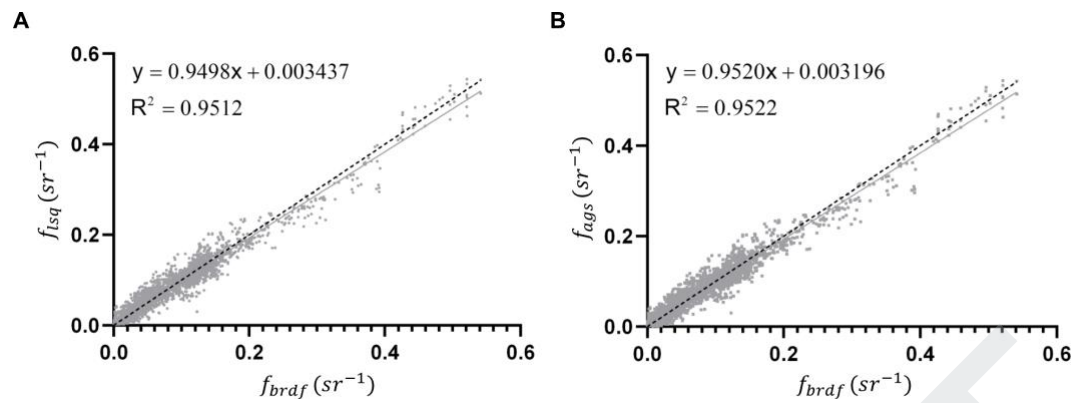 A
B
0.6
y = 0.9498x + 0.003437
R² = 0.9512
0.4
f_lsq (sr⁻¹)
0.2
0.0
0.0 0.2 0.4 0.6
f_brdf (sr⁻¹)
0.6
y = 0.9520x + 0.003196
R² = 0.9522
0.4
f_ags (sr⁻¹)
0.2
0.0
0.0 0.2 0.4 0.6
f_brdf (sr⁻¹)